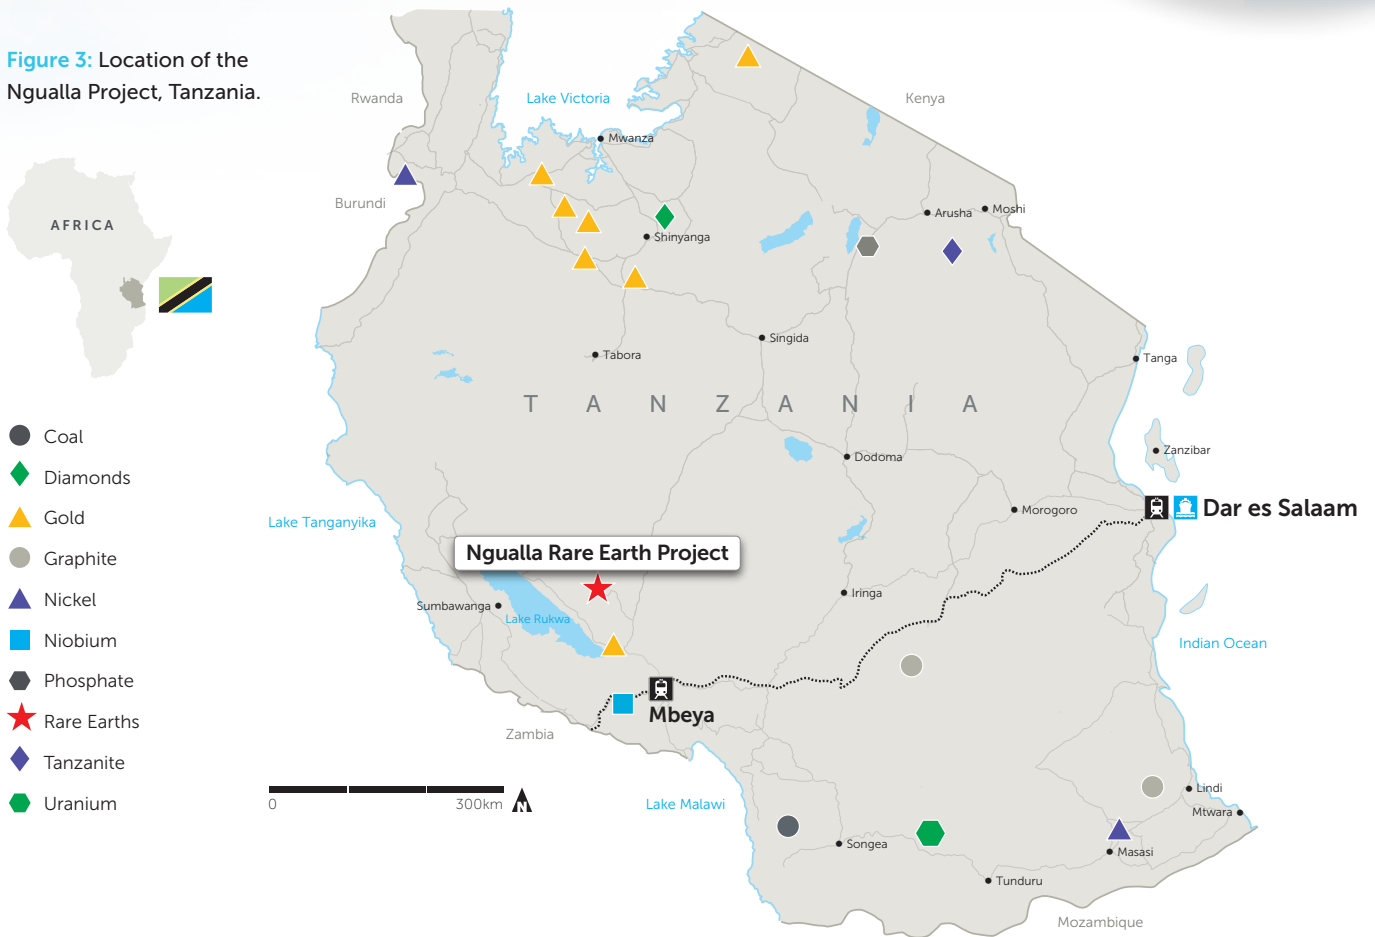 Figure 3: Location of the
Ngualla Project, Tanzania.
AFRICA
Coal
Diamonds
Gold
Graphite
Nickel
Niobium
Phosphate
Rare Earths
Tanzanite
Uranium
Rwanda
Lake Victoria
Kenya
Mwanza
Burundi
Arusha
Moshi
Shinyanga
Singida
Tabora
Tanga
TANZANIA
Zanzibar
Dodoma
Dar es Salaam
Morogoro
Lake Tanganyika
Ngualla Rare Earth Project
Iringa
Sumbawanga
Lake Rukwa
Indian Ocean
Mbeya
Zambia
0
300km
N
Lake Malawi
Lindi
Mtwara
Songea
Masasi
Tunduru
Mozambique